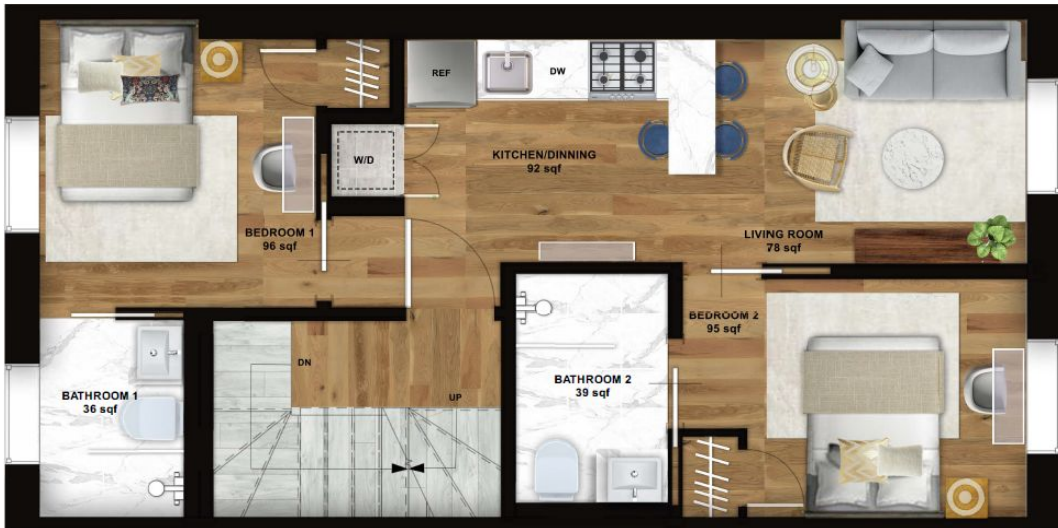 REF
DW
W/D
KITCHEN/DINNING
92 sqf
BEDROOM 1
96 sqf
LIVING ROOM
78 sqf
BEDROOM 2
95 sqf
DN
UP
BATHROOM 1
36 sqf
BATHROOM 2
39 sqf